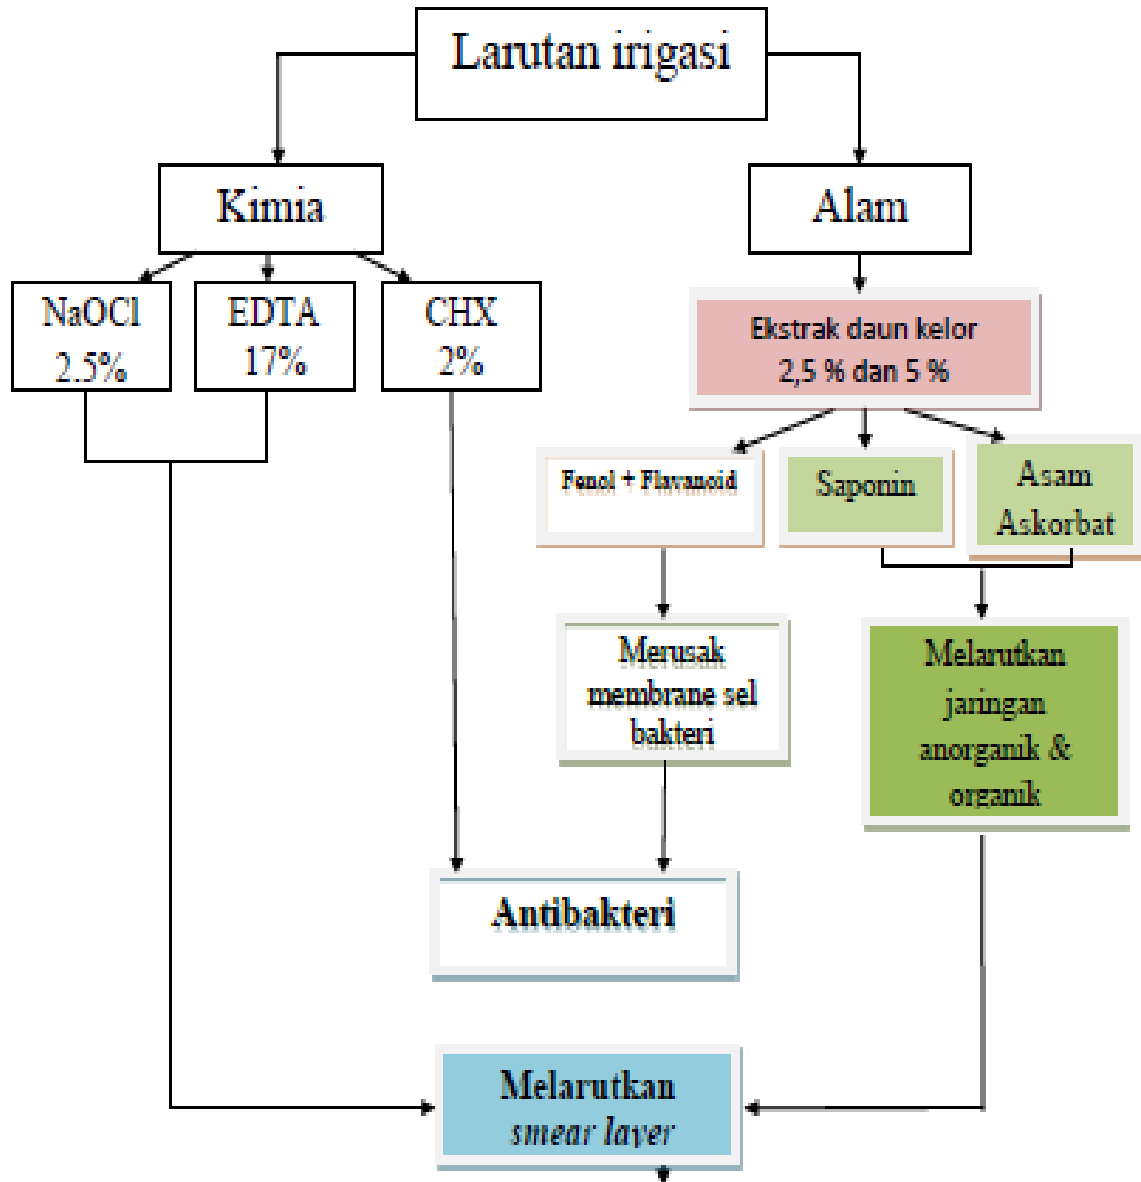 Larutan irigasi
Kimia
Alam
NaOCl
2.5%
EDTA
17%
CHX
2%
Ekstrak daun kelor
2,5 % dan 5 %
Fenol + Flavanoid
Saponin
Asam
Askorbat
Merusak
membrane sel
bakteri
Melarutkan
jaringan
anorganik &
organik
Antibakteri
Melarutkan
smear layer